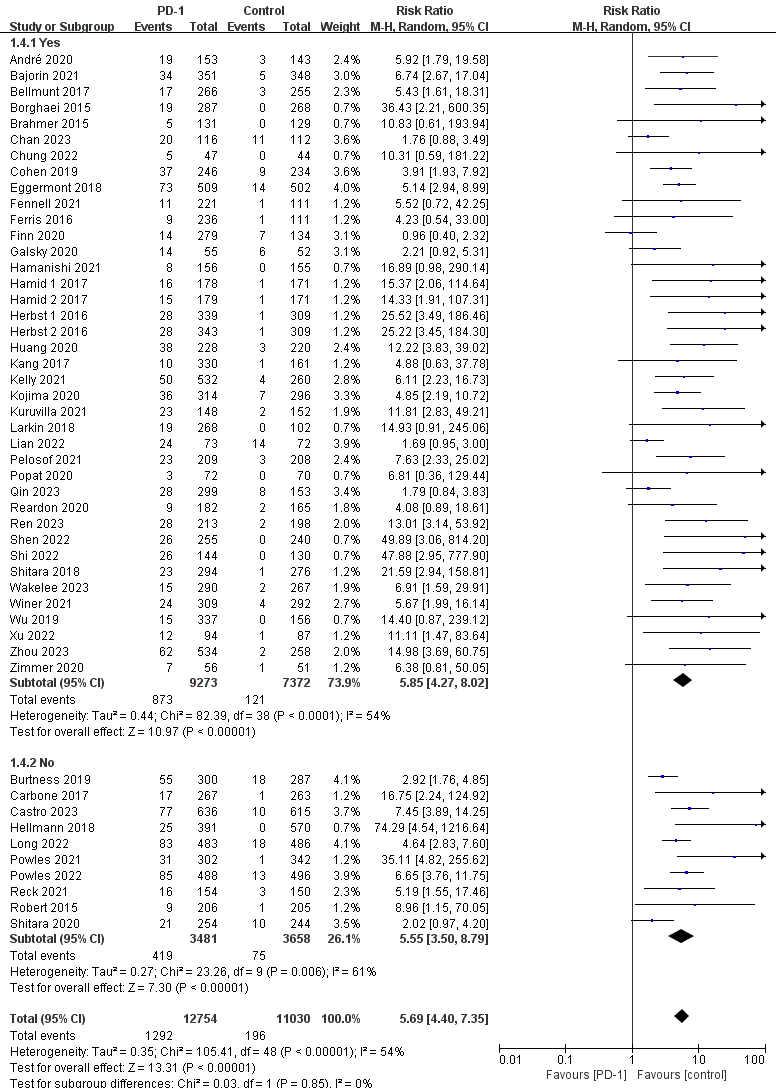 PD-1 Control Risk Ratio Risk Ratio
Study or Subgroup Events Total Events Total Weight M-H, Random, 95% CI M-H, Random, 95% CI
1.4.1 Yes
André 2020 19 153 3 143 2.4% 5.92 [1.79, 19.58]
Bajorin 2021 34 351 5 348 2.9% 6.74 [2.67, 17.04]
Bellmunt 2017 17 266 3 255 2.3% 5.43 [1.61, 18.31]
Borghaei 2015 19 287 0 268 0.8% 36.43 [2.21, 600.35]
Brahmer 2015 5 131 0 129 0.7% 10.83 [0.61, 193.94]
Chan 2023 20 116 11 112 3.6% 1.76 [0.88, 3.49]
Chung 2022 5 47 0 44 0.7% 10.31 [0.59, 181.22]
Cohen 2019 37 246 9 234 3.6% 3.91 [1.93, 7.92]
Eggermont 2018 73 509 14 502 4.0% 5.14 [2.94, 8.99]
Fennell 2021 11 221 1 111 1.2% 5.52 [0.72, 42.25]
Ferris 2016 9 236 1 111 1.2% 4.23 [0.54, 33.00]
Finn 2020 14 279 7 134 3.1% 0.96 [0.40, 2.32]
Galsky 2020 14 55 6 52 3.1% 2.21 [0.92, 5.31]
Hamanishi 2021 8 156 0 155 0.7% 16.89 [0.98, 290.14]
Hamid 1 2017 16 178 1 171 1.2% 15.37 [2.06, 114.64]
Hamid 2 2017 15 179 1 171 1.2% 14.33 [1.91, 107.31]
Herbst 1 2016 28 339 1 309 1.2% 25.52 [3.49, 186.46]
Herbst 2 2016 28 343 1 309 1.2% 25.22 [3.45, 184.30]
Huang 2020 38 228 3 220 2.4% 12.22 [3.83, 39.02]
Kang 2017 10 330 1 161 1.2% 4.88 [0.63, 37.78]
Kelly 2021 50 532 4 260 2.8% 6.11 [2.23, 16.73]
Kojima 2020 36 314 7 296 3.3% 4.85 [2.19, 10.72]
Kuruvilla 2021 23 148 2 152 1.9% 11.81 [2.83, 49.21]
Larkin 2018 19 268 0 102 0.8% 14.93 [0.91, 245.06]
Lian 2022 24 73 14 72 3.9% 1.69 [0.95, 3.00]
Pelosof 2021 23 209 3 208 2.4% 7.63 [2.33, 25.02]
Popat 2020 3 72 0 70 0.7% 6.81 [0.36, 129.44]
Qin 2023 28 299 8 153 3.4% 1.79 [0.84, 3.83]
Reardon 2020 9 182 2 165 1.8% 4.08 [0.89, 18.61]
Ren 2023 28 213 2 198 2.0% 13.01 [3.14, 53.92]
Shen 2022 26 255 0 240 0.8% 49.89 [3.06, 814.20]
Shi 2022 26 144 0 130 0.8% 47.88 [2.95, 777.90]
Shitara 2018 23 294 1 276 1.2% 21.59 [2.94, 158.81]
Wakelee 2023 15 290 2 267 1.9% 6.91 [1.59, 29.91]
Winer 2021 24 309 4 292 2.6% 5.67 [1.99, 16.14]
Wu 2019 15 337 0 156 0.8% 14.40 [0.87, 239.12]
Xu 2022 12 94 1 87 1.2% 11.11 [1.47, 83.64]
Zhou 2023 62 534 2 258 2.0% 14.98 [3.69, 60.75]
Zimmer 2020 7 56 1 51 1.2% 6.38 [0.81, 50.05]
Subtotal (95% CI) 9273 7372 73.9% 5.85 [4.27, 8.02]
Total events 873 121
Heterogeneity: Tau² = 0.44; Chi² = 82.39, df = 38 (P < 0.0001); I² = 54%
Test for overall effect: Z = 10.97 (P < 0.00001)
1.4.2 No
Burtness 2019 55 300 18 287 4.1% 2.92 [1.76, 4.85]
Carbone 2017 17 267 1 263 1.2% 16.75 [2.24, 124.92]
Castro 2023 77 636 10 615 3.7% 7.45 [3.89, 14.25]
Hellmann 2018 25 391 0 570 0.8% 74.29 [4.54, 1216.64]
Long 2022 83 483 18 486 4.2% 4.64 [2.83, 7.60]
Powles 2021 31 302 1 342 1.2% 35.11 [4.82, 255.62]
Powles 2022 85 488 13 496 4.0% 6.65 [3.76, 11.75]
Reck 2021 16 154 3 150 2.3% 5.19 [1.55, 17.46]
Robert 2015 9 206 1 205 1.2% 8.96 [1.15, 70.05]
Shitara 2020 21 254 10 244 3.5% 2.02 [0.97, 4.20]
Subtotal (95% CI) 3481 3658 26.1% 5.55 [3.50, 8.79]
Total events 419 75
Heterogeneity: Tau² = 0.27; Chi² = 23.26, df = 9 (P = 0.006); I² = 61%
Test for overall effect: Z = 7.30 (P < 0.00001)
Total (95% CI) 12754 11030 100.0% 5.69 [4.40, 7.35]
Total events 1292 196
Heterogeneity: Tau² = 0.35; Chi² = 105.41, df = 48 (P < 0.00001); I² = 54%
Test for overall effect: Z = 13.31 (P < 0.00001)
Test for subgroup differences: Chi² = 0.03, df = 1 (P = 0.85), I² = 0%
0.01 0.1 1 10 100
Favours [PD-1] Favours [control]